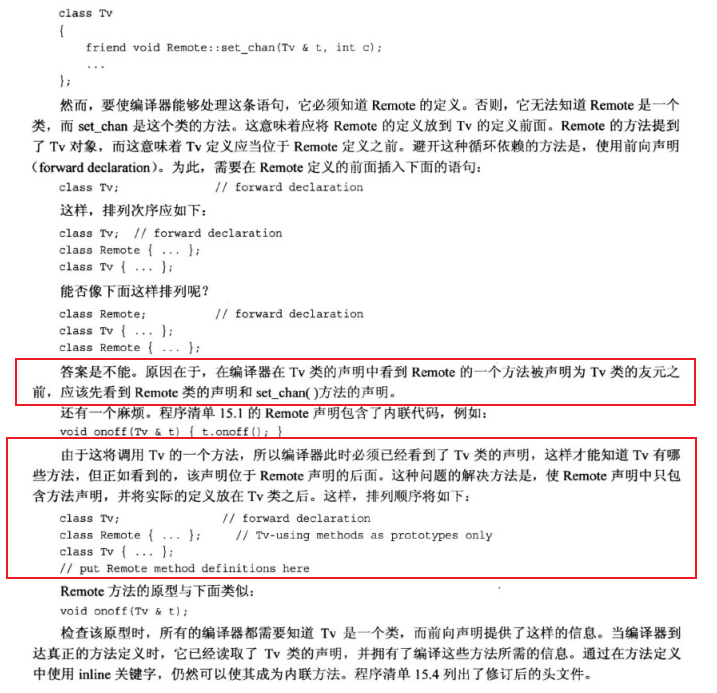 class Tv
{
friend void Remote::set_chan(Tv & t, int c);
...
};
然而，要使编译器能够处理这条语句，它必须知道 Remote 的定义。否则，它无法知道 Remote 是一个
类，而 set_chan 是这个类的方法。这意味着应将 Remote 的定义放到 Tv 的定义前面。Remote 的方法提到
了 Tv 对象，而这意味着 Tv 定义应当位于 Remote 定义之前。避开这种循环依赖的方法是，使用前向声明
（forward declaration）。为此，需要在 Remote 定义的前面插入下面的语句：
class Tv; // forward declaration
这样，排列次序应如下：
class Tv; // forward declaration
class Remote { ... };
class Tv { ... };
能否像下面这样排列呢？
class Remote; // forward declaration
class Tv { ... };
class Remote { ... };
答案是不能。原因在于，在编译器在 Tv 类的声明中看到 Remote 的一个方法被声明为 Tv 类的友元之
前，应该先看到 Remote 类的声明和 set_chan( )方法的声明。
还有一个麻烦。程序清单 15.1 的 Remote 声明包含了内联代码，例如：
void onoff(Tv & t) { t.onoff(); }
由于这将调用 Tv 的一个方法，所以编译器此时必须已经看到了 Tv 类的声明，这样才能知道 Tv 有哪
些方法，但正如看到的，该声明位于 Remote 声明的后面。这种问题的解决方法是，使 Remote 声明中只包
含方法声明，并将实际的定义放在 Tv 类之后。这样，排列顺序将如下：
class Tv; // forward declaration
class Remote { ... }; // Tv-using methods as prototypes only
class Tv { ... };
// put Remote method definitions here
Remote 方法的原型与下面类似：
void onoff(Tv & t);
检查该原型时，所有的编译器都需要知道 Tv 是一个类，而前向声明提供了这样的信息。当编译器到
达真正的方法定义时，它已经读取了 Tv 类的声明，并拥有了编译这些方法所需的信息。通过在方法定义
中使用 inline 关键字，仍然可以使其成为内联方法。程序清单 15.4 列出了修订后的头文件。